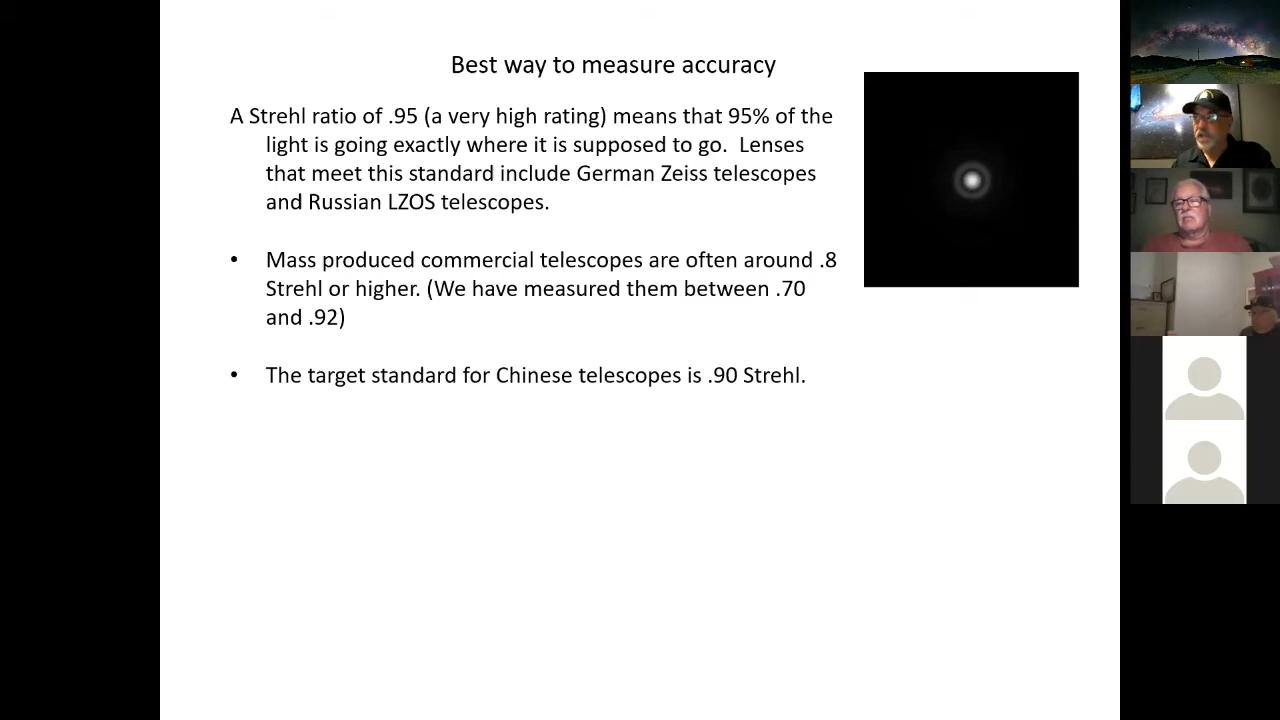 Best way to measure accuracy
A Strehl ratio of .95 (a very high rating) means that 95% of the
light is going exactly where it is supposed to go.  Lenses
that meet this standard include German Zeiss telescopes
and Russian LZOS telescopes.
• Mass produced commercial telescopes are often around .8
Strehl or higher. (We have measured them between .70
and .92)
• The target standard for Chinese telescopes is .90 Strehl.